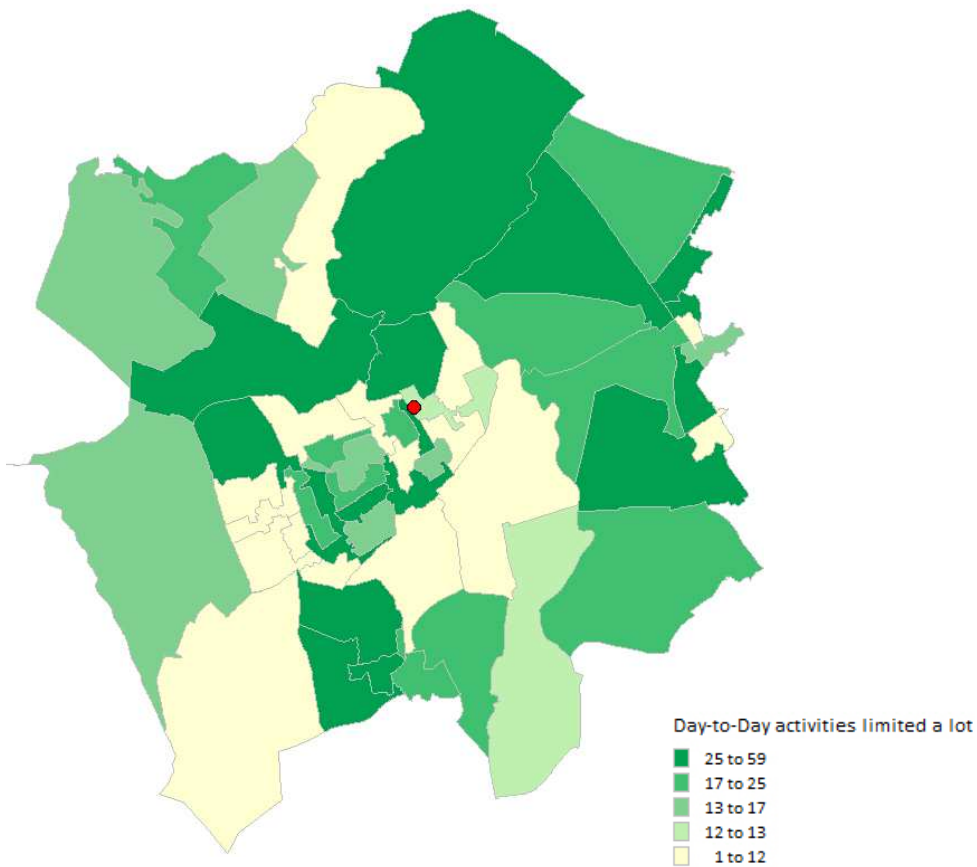 Day-to-Day activities limited a lot
25 to 59
17 to 25
13 to 17
12 to 13
1 to 12